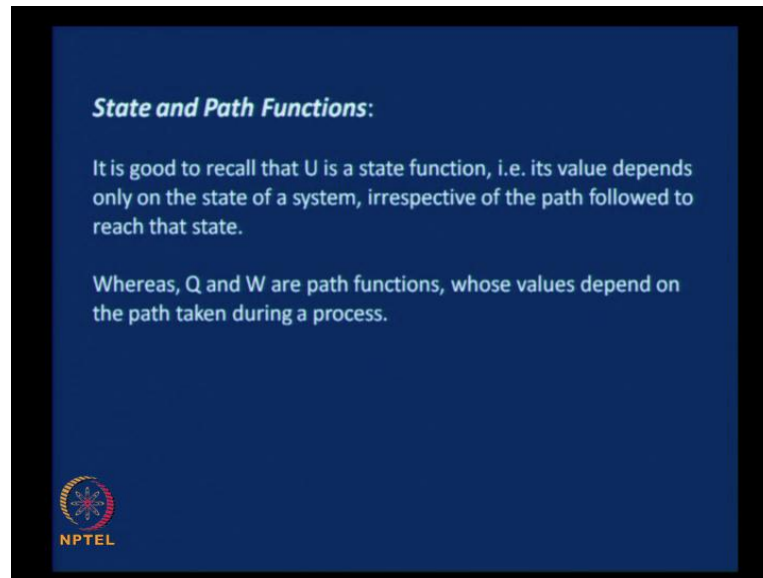 State and Path Functions:
It is good to recall that U is a state function, i.e. its value depends
only on the state of a system, irrespective of the path followed to
reach that state.
Whereas, Q and W are path functions, whose values depend on
the path taken during a process.
NPTEL